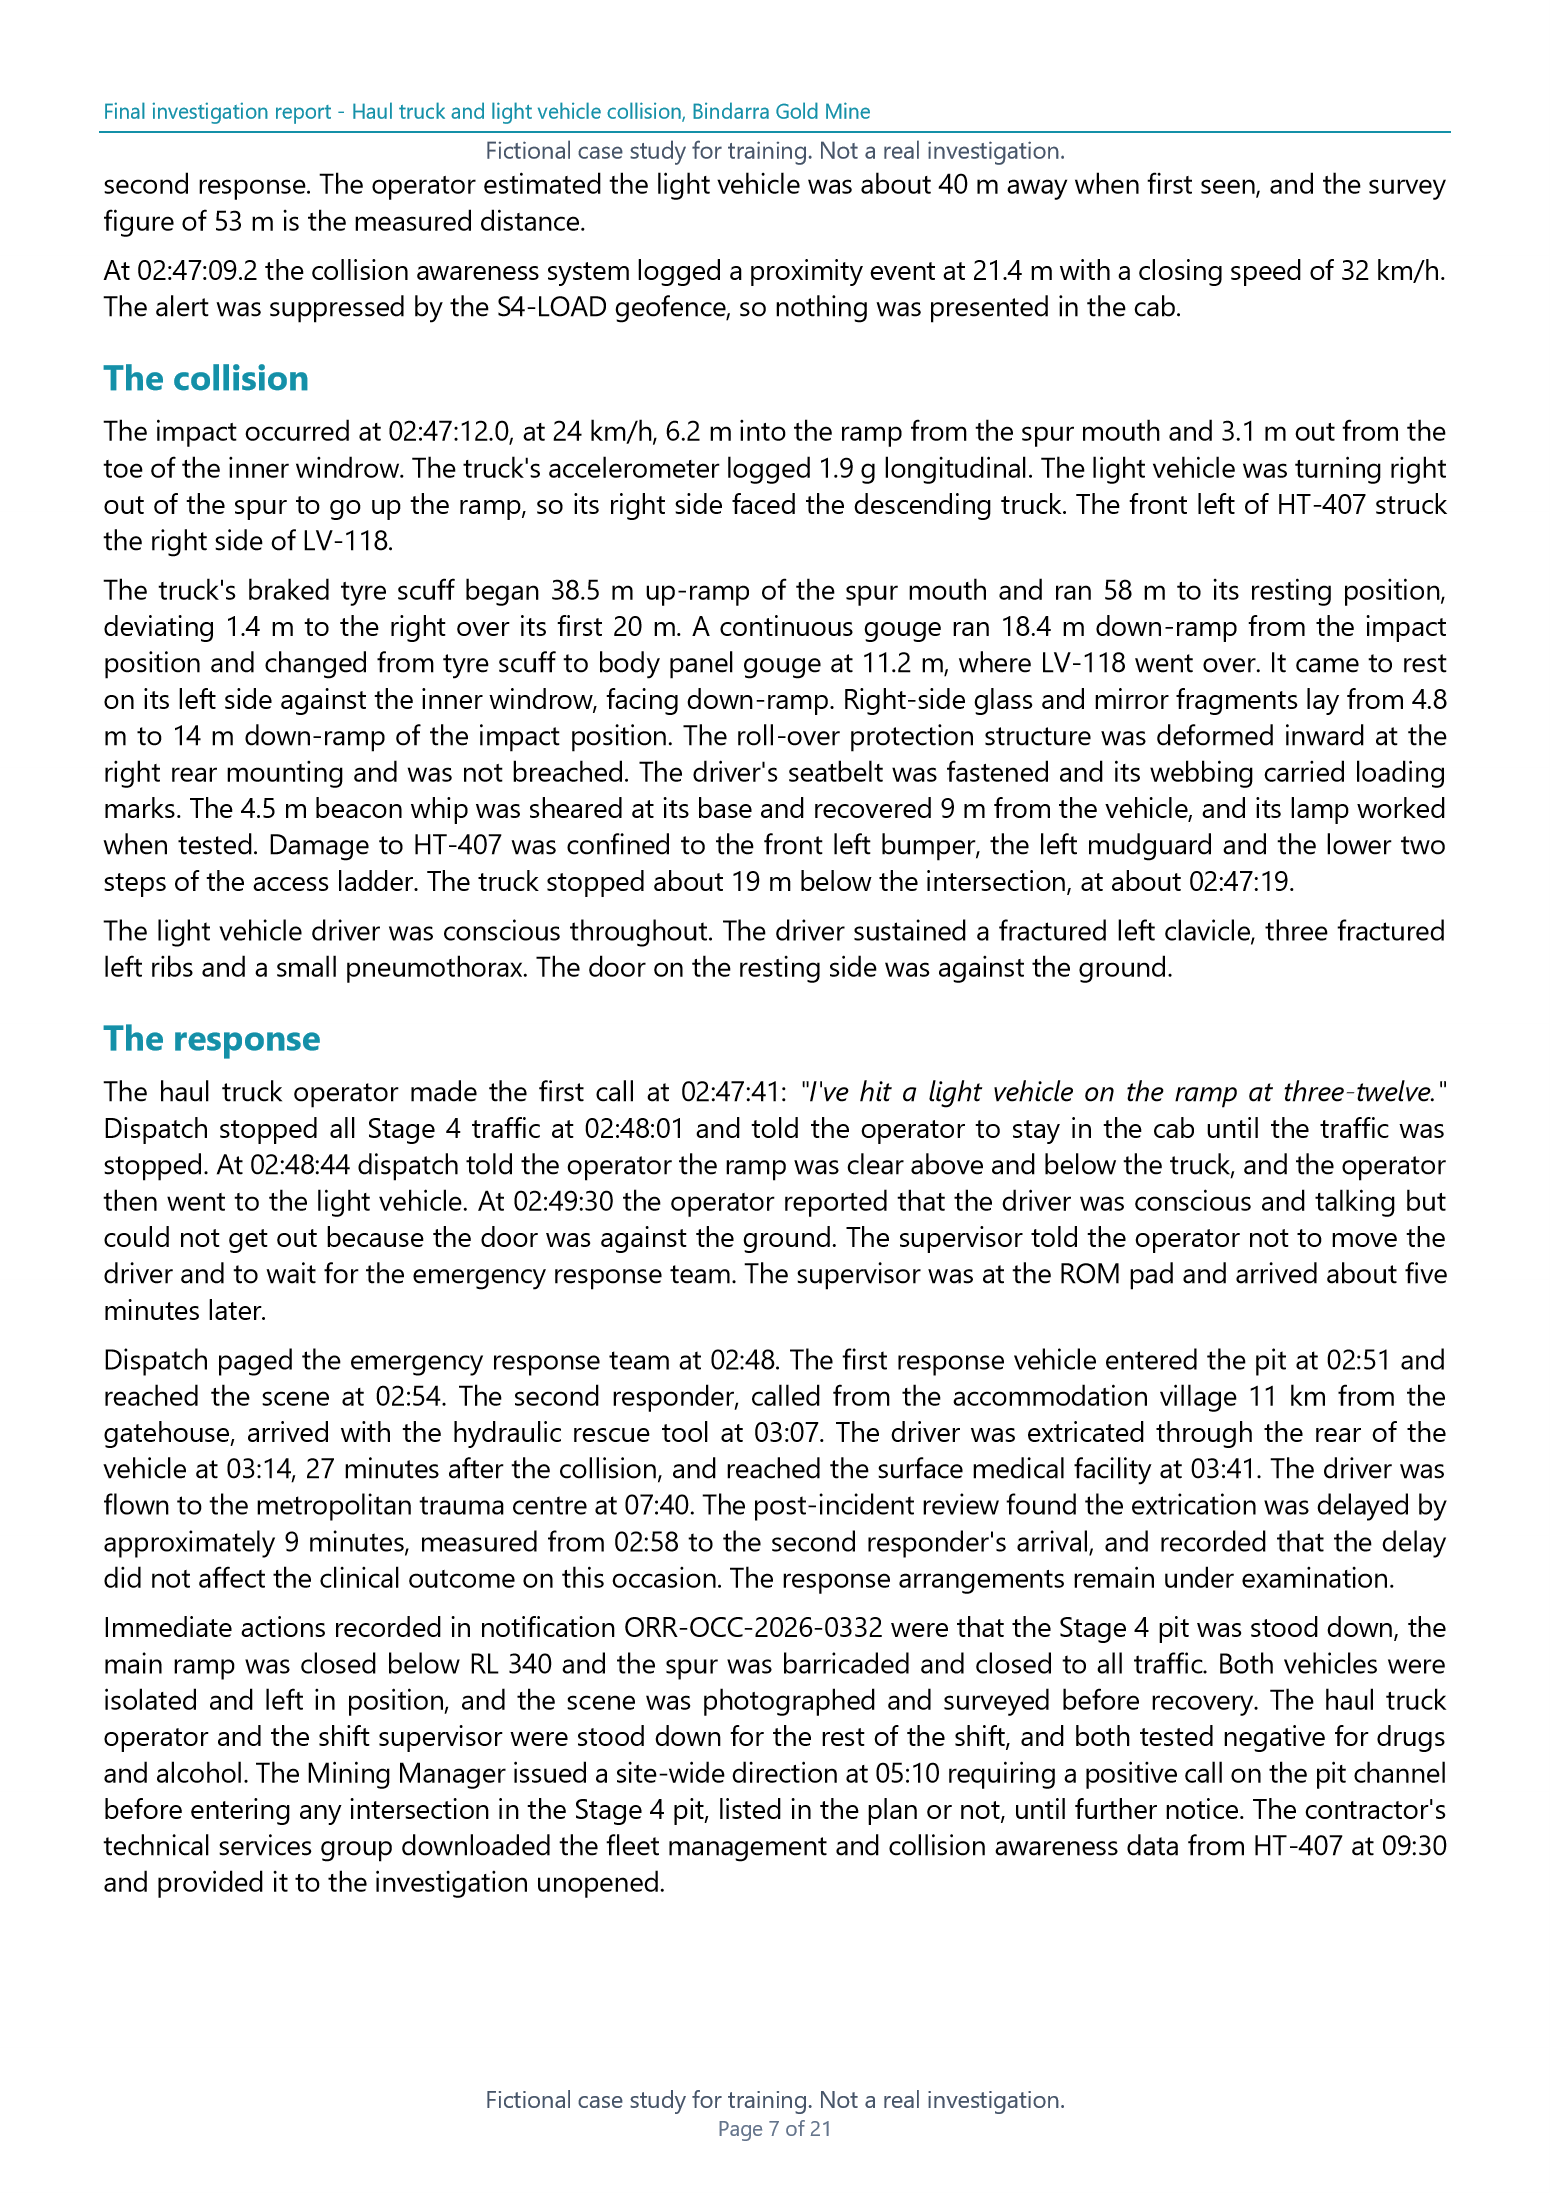 Final investigation report - Haul truck and light vehicle collision, Bindarra Gold Mine
Fictional case study for training. Not a real investigation.
second response. The operator estimated the light vehicle was about 40 m away when first seen, and the survey
figure of 53 m is the measured distance.
At 02:47:09.2 the collision awareness system logged a proximity event at 21.4 m with a closing speed of 32 km/h.
The alert was suppressed by the S4-LOAD geofence, so nothing was presented in the cab.
The collision
The impact occurred at 02:47:12.0, at 24 km/h, 6.2 m into the ramp from the spur mouth and 3.1 m out from the
toe of the inner windrow. The truck's accelerometer logged 1.9 g longitudinal. The light vehicle was turning right
out of the spur to go up the ramp, so its right side faced the descending truck. The front left of HT-407 struck
the right side of LV-118.
The truck's braked tyre scuff began 38.5 m up-ramp of the spur mouth and ran 58 m to its resting position,
deviating 1.4 m to the right over its first 20 m. A continuous gouge ran 18.4 m down-ramp from the impact
position and changed from tyre scuff to body panel gouge at 11.2 m, where LV-118 went over. It came to rest
on its left side against the inner windrow, facing down-ramp. Right-side glass and mirror fragments lay from 4.8
m to 14 m down-ramp of the impact position. The roll-over protection structure was deformed inward at the
right rear mounting and was not breached. The driver's seatbelt was fastened and its webbing carried loading
marks. The 4.5 m beacon whip was sheared at its base and recovered 9 m from the vehicle, and its lamp worked
when tested. Damage to HT-407 was confined to the front left bumper, the left mudguard and the lower two
steps of the access ladder. The truck stopped about 19 m below the intersection, at about 02:47:19.
The light vehicle driver was conscious throughout. The driver sustained a fractured left clavicle, three fractured
left ribs and a small pneumothorax. The door on the resting side was against the ground.
The response
The haul truck operator made the first call at 02:47:41: "I've hit a light vehicle on the ramp at three-twelve."
Dispatch stopped all Stage 4 traffic at 02:48:01 and told the operator to stay in the cab until the traffic was
stopped. At 02:48:44 dispatch told the operator the ramp was clear above and below the truck, and the operator
then went to the light vehicle. At 02:49:30 the operator reported that the driver was conscious and talking but
could not get out because the door was against the ground. The supervisor told the operator not to move the
driver and to wait for the emergency response team. The supervisor was at the ROM pad and arrived about five
minutes later.
Dispatch paged the emergency response team at 02:48. The first response vehicle entered the pit at 02:51 and
reached the scene at 02:54. The second responder, called from the accommodation village 11 km from the
gatehouse, arrived with the hydraulic rescue tool at 03:07. The driver was extricated through the rear of the
vehicle at 03:14, 27 minutes after the collision, and reached the surface medical facility at 03:41. The driver was
flown to the metropolitan trauma centre at 07:40. The post-incident review found the extrication was delayed by
approximately 9 minutes, measured from 02:58 to the second responder's arrival, and recorded that the delay
did not affect the clinical outcome on this occasion. The response arrangements remain under examination.
Immediate actions recorded in notification ORR-OCC-2026-0332 were that the Stage 4 pit was stood down, the
main ramp was closed below RL 340 and the spur was barricaded and closed to all traffic. Both vehicles were
isolated and left in position, and the scene was photographed and surveyed before recovery. The haul truck
operator and the shift supervisor were stood down for the rest of the shift, and both tested negative for drugs
and alcohol. The Mining Manager issued a site-wide direction at 05:10 requiring a positive call on the pit channel
before entering any intersection in the Stage 4 pit, listed in the plan or not, until further notice. The contractor's
technical services group downloaded the fleet management and collision awareness data from HT-407 at 09:30
and provided it to the investigation unopened.
Fictional case study for training. Not a real investigation.
Page 7 of 21